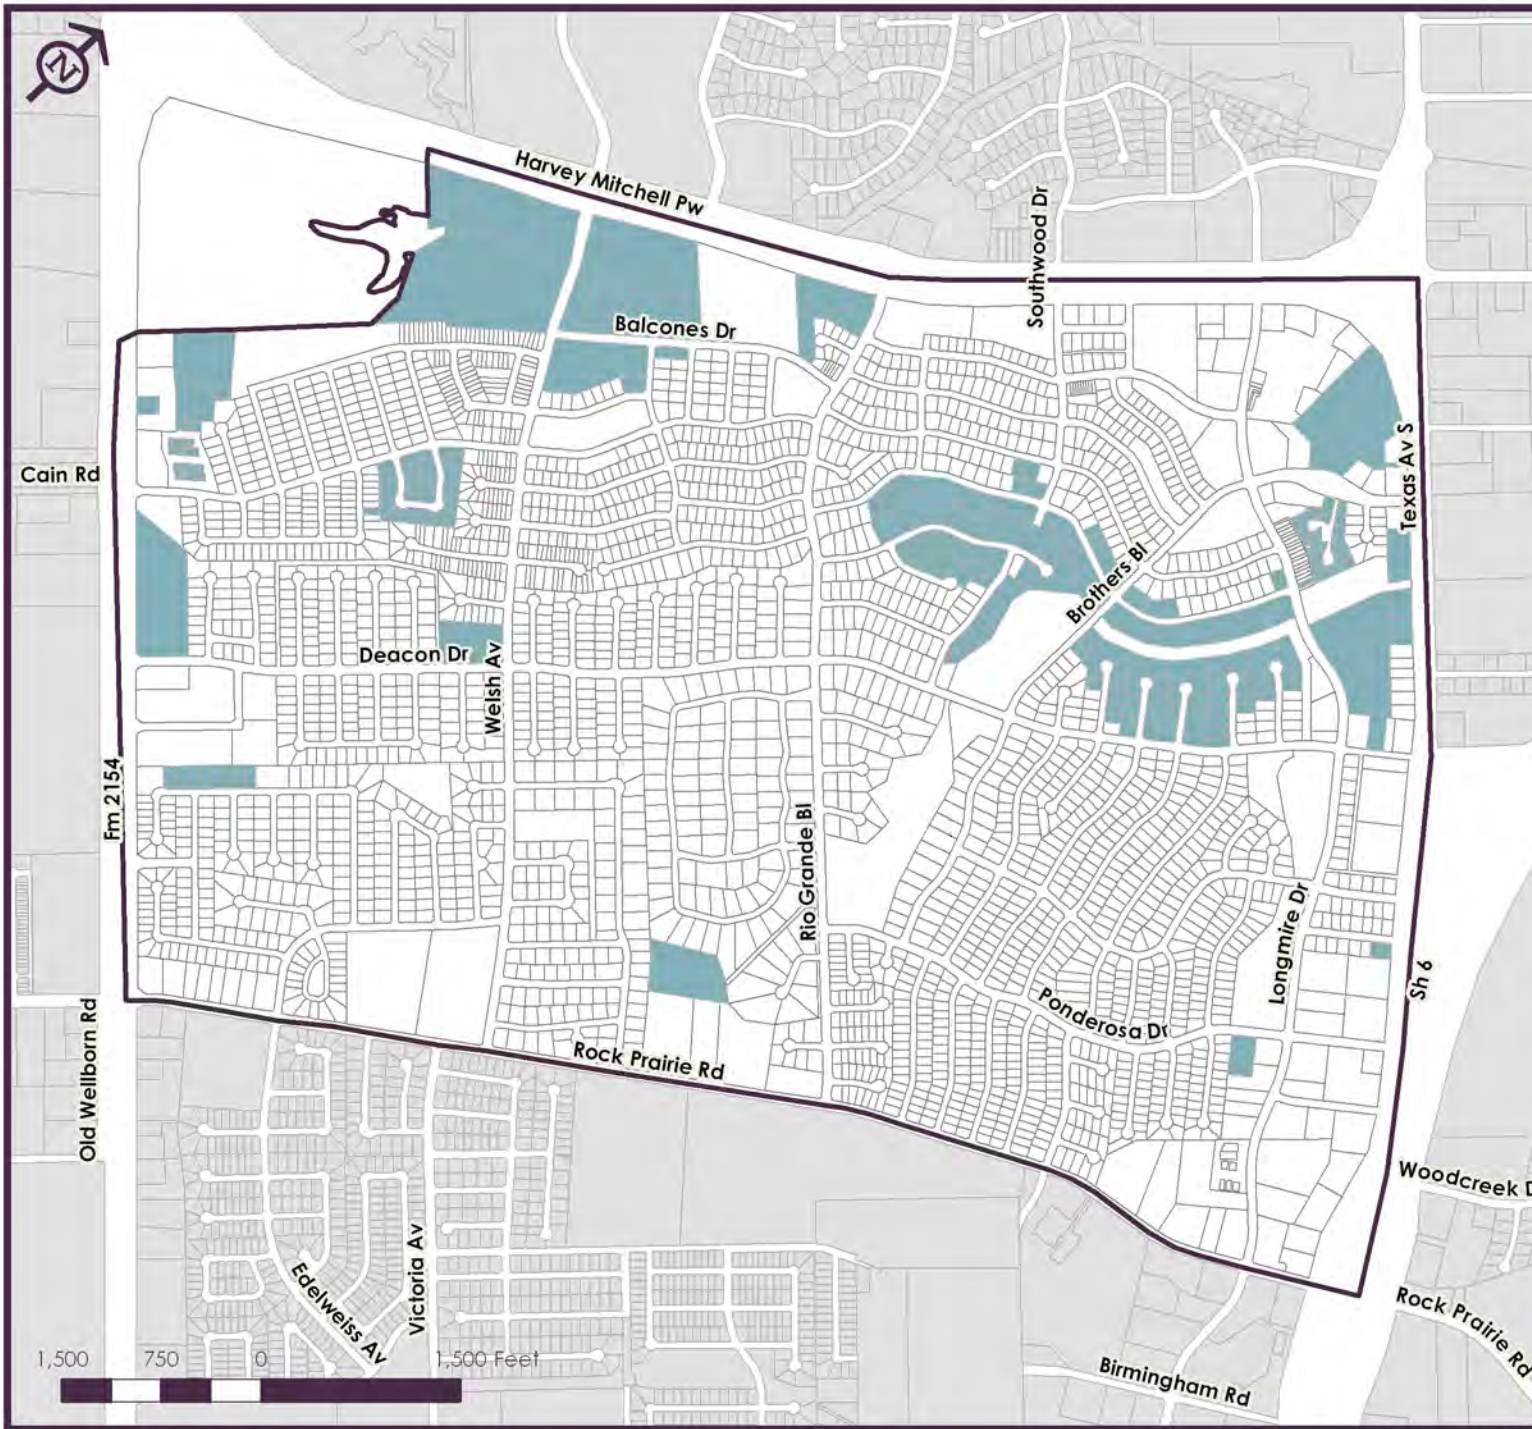 N
Harvey Mitchell Pw
Southwood Dr
Balcones Dr
Texas Av S
Cain Rd
Brothers Bl
Deacon Dr
Welsh Av
Fm 2154
Rio Grande Bl
Longmire Dr
Sh 6
Ponderosa Dr
Rock Prairie Rd
Old Wellborn Rd
Woodcreek D
Victoria Av
Edelweiss Av
Rock Prairie Rd
Birmingham Rd
1,500 750 0 1,500 Feet